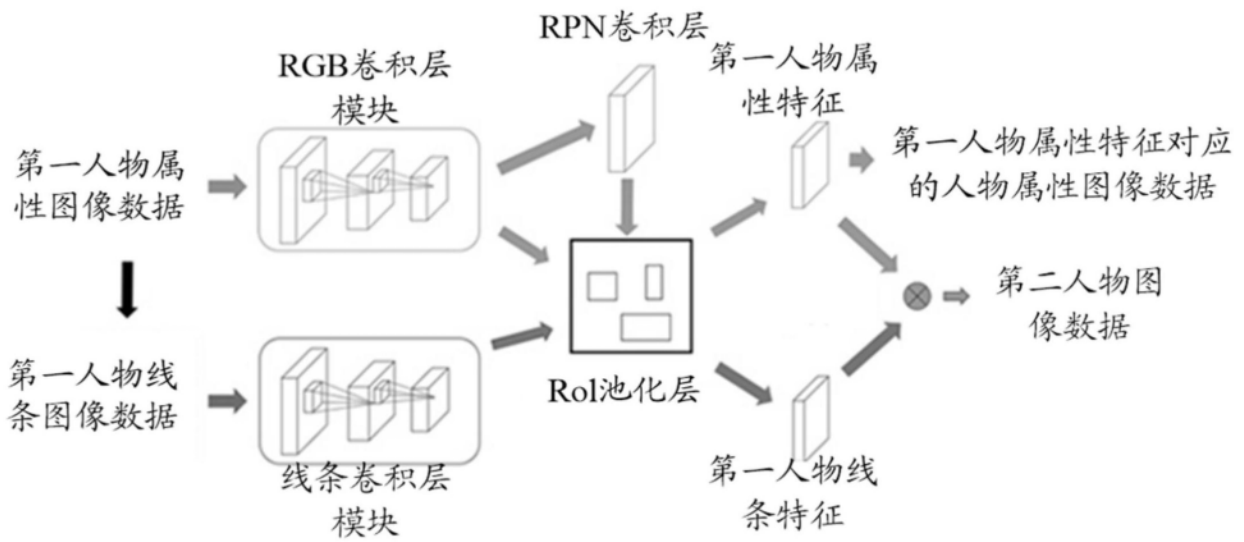 RPN卷积层
RGB卷积层
模块
第一人物属
性特征
第一人物属
性图像数据
第一人物属性特征对应
的人物属性图像数据
第二人物图
像数据
第一人物线
条图像数据
RoI池化层
线条卷积层
模块
第一人物线
条特征